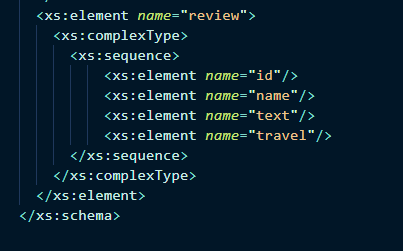 <xs:element name="review">
<xs:complexType>
<xs:sequence>
<xs:element name="id"/>
<xs:element name="name"/>
<xs:element name="text"/>
<xs:element name="travel"/>
</xs:sequence>
</xs:complexType>
</xs:element>
</xs:schema>